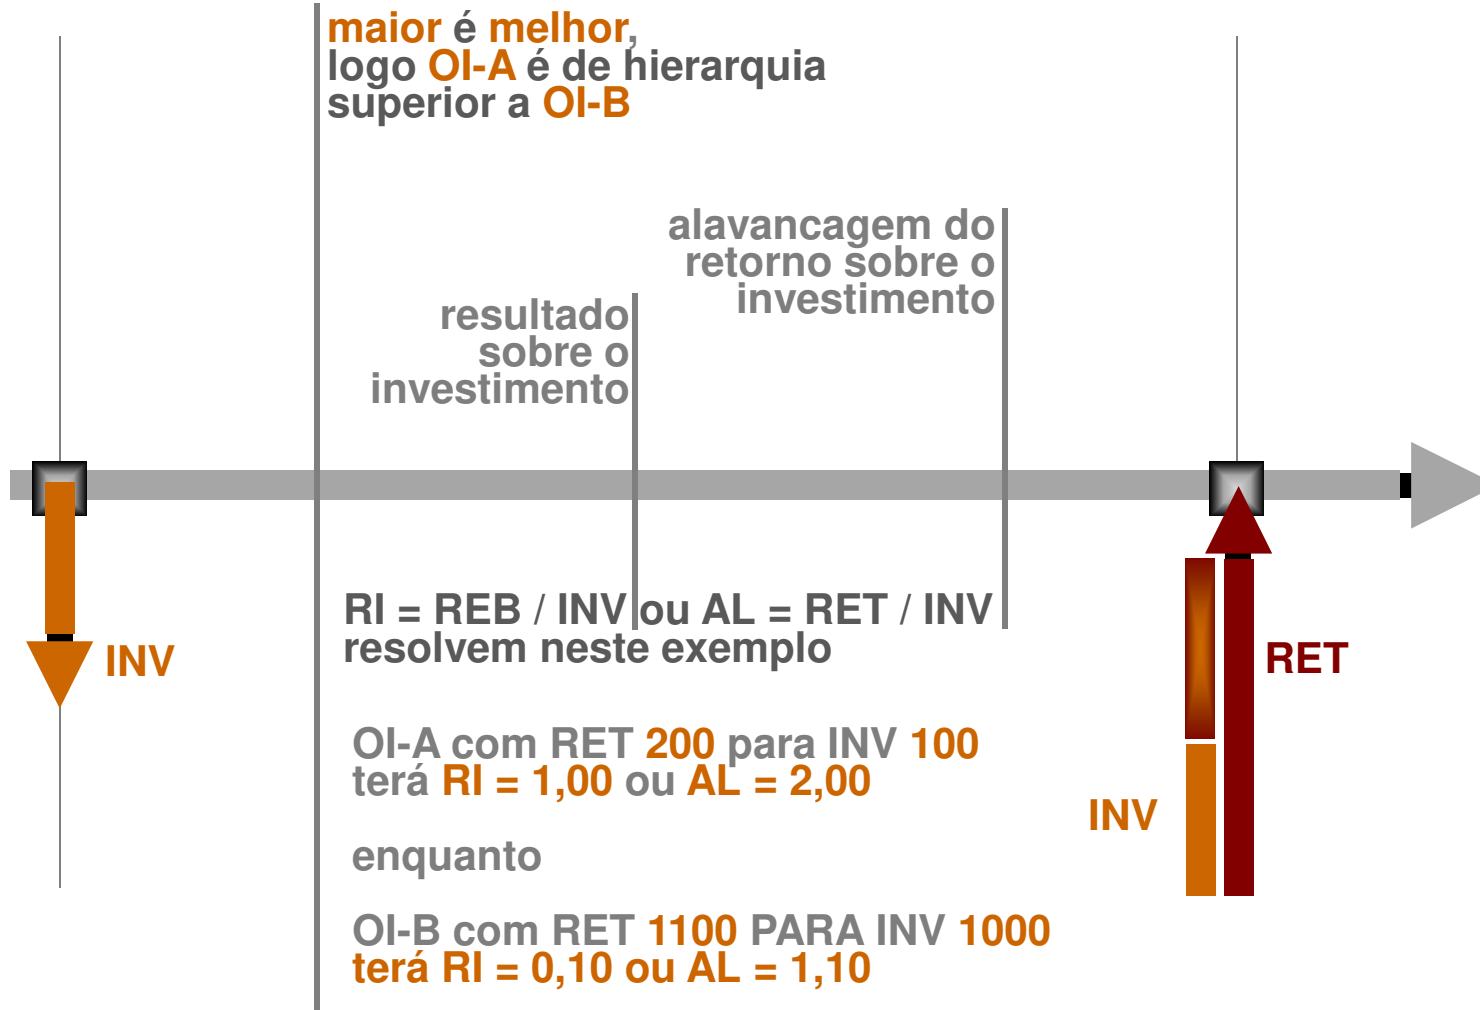 maior é melhor,
logo OI-A é de hierarquia
superior a OI-B
alavancagem do
retorno sobre o
investimento
resultado
sobre o
investimento
RI = REB / INV ou AL = RET / INV
resolvem neste exemplo
INV
RET
OI-A com RET 200 para INV 100
terá RI = 1,00 ou AL = 2,00
INV
enquanto
OI-B com RET 1100 PARA INV 1000
terá RI = 0,10 ou AL = 1,10